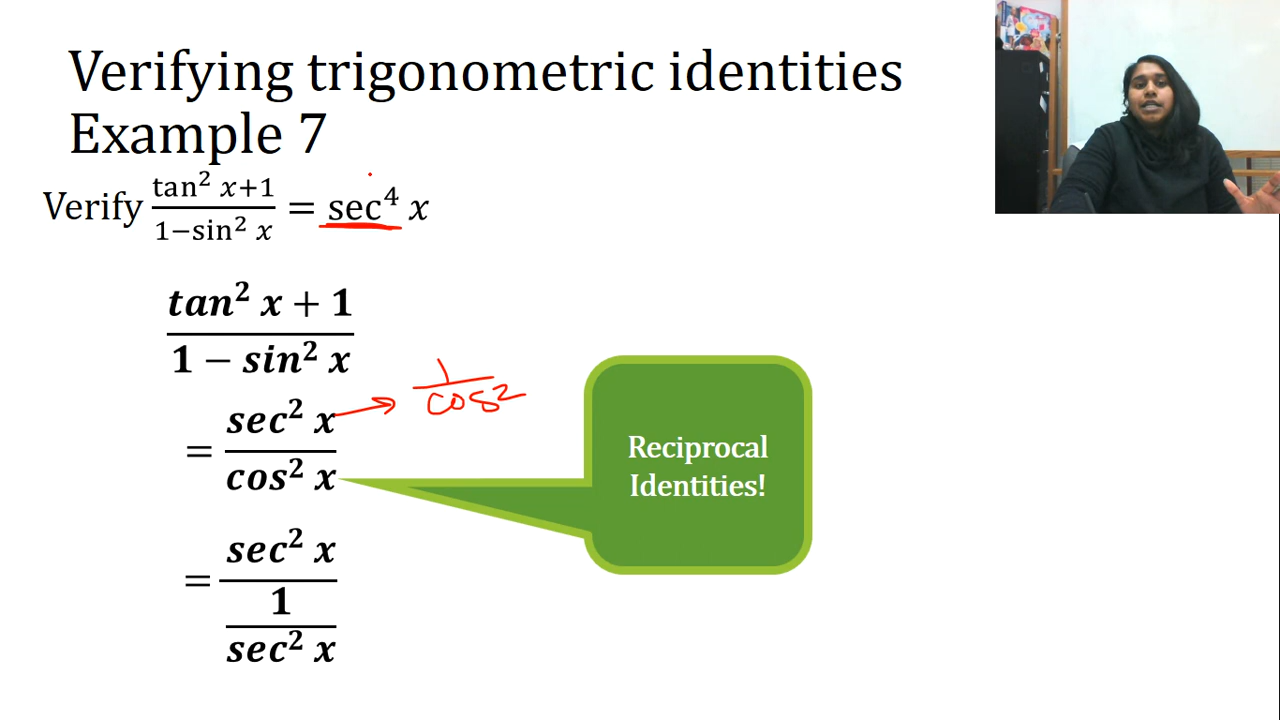 Verifying trigonometric identities
Example 7
Verify (tan² x+1)/(1−sin² x) = sec⁴ x
tan² x + 1
1 − sin² x
= sec² x / cos² x
1
cos²
Reciprocal
Identities!
= sec² x
1
sec² x